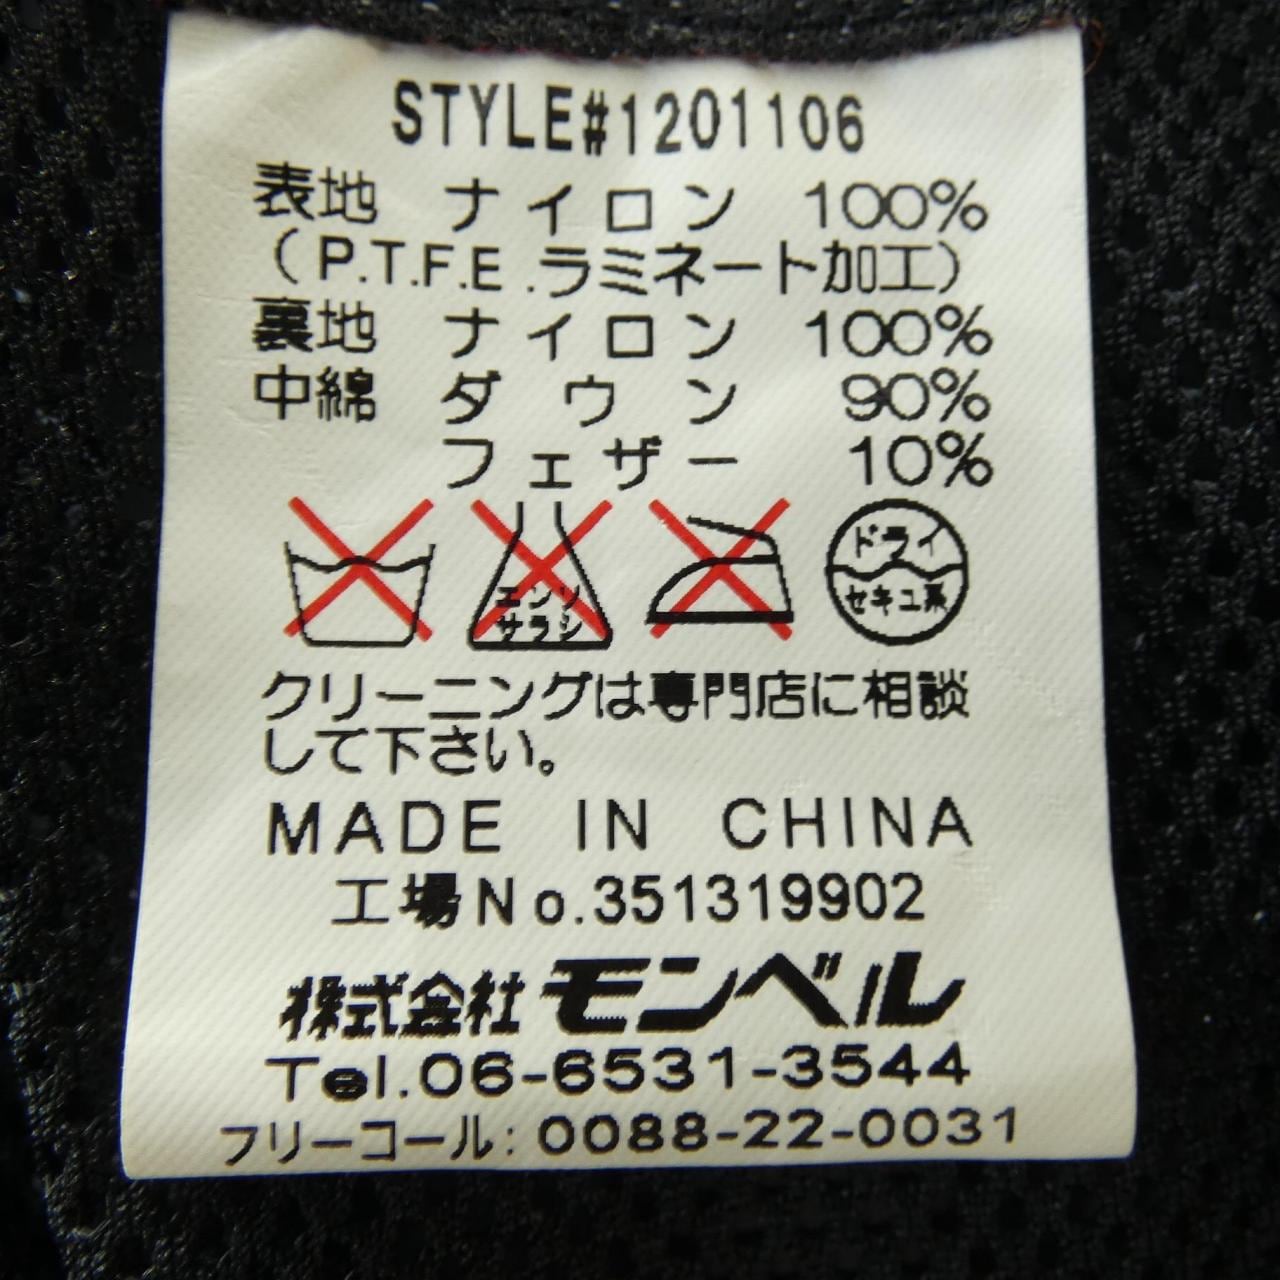 STYLE#1201106
表地 ナイロン 100%
(P.T.F.E.ラミネート加工)
裏地 ナイロン 100%
中綿 ダウン 90%
フェザー 10%
エンソ
サラシ
ドライ
セキユ系
クリーニングは専門店に相談
して下さい。
MADE IN CHINA
工場No.351319902
株式会社モンベル
Tel.06-6531-3544
フリーコール:0088-22-0031